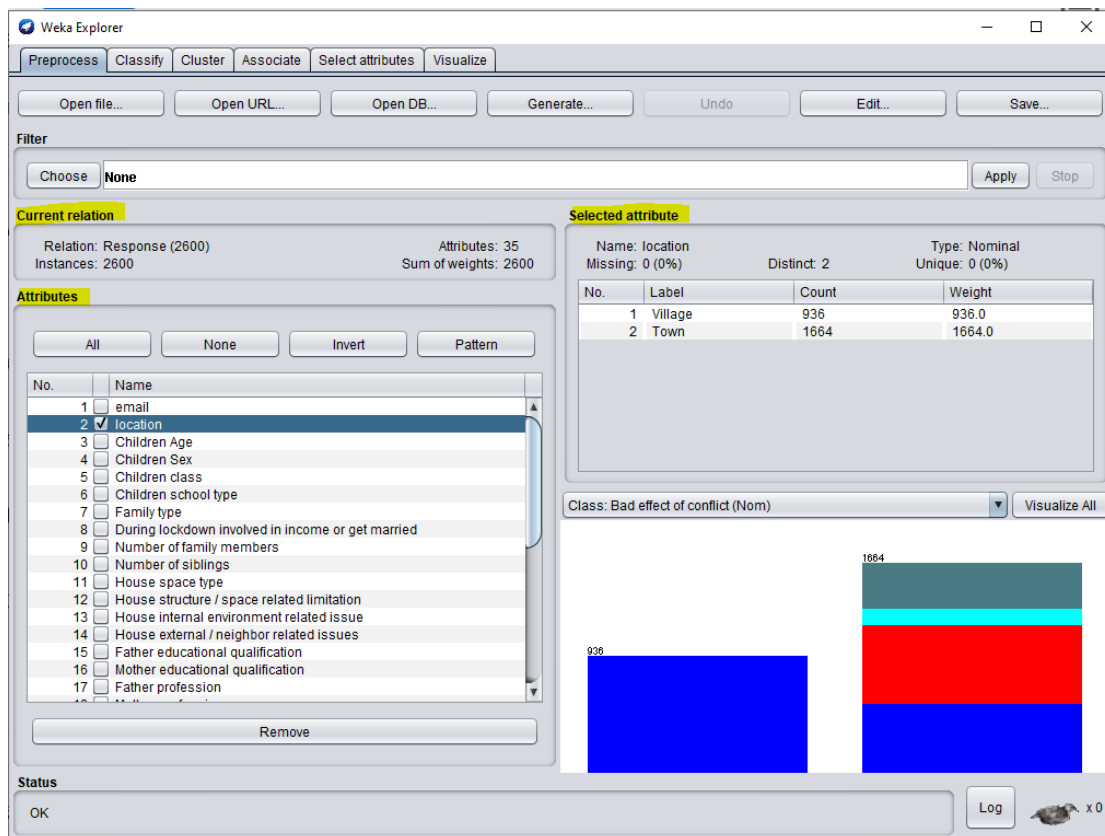 Weka Explorer
Preprocess Classify Cluster Associate Select attributes Visualize
Open file... Open URL... Open DB... Generate... Undo Edit... Save...
Filter
Choose None Apply Stop
Current relation
Relation: Response (2600) Attributes: 35
Instances: 2600 Sum of weights: 2600
Attributes
All None Invert Pattern
No. Name
1 email
2 location
3 Children Age
4 Children Sex
5 Children class
6 Children school type
7 Family type
8 During lockdown involved in income or get married
9 Number of family members
10 Number of siblings
11 House space type
12 House structure / space related limitation
13 House internal environment related issue
14 House external / neighbor related issues
15 Father educational qualification
16 Mother educational qualification
17 Father profession
Remove
Selected attribute
Name: location Type: Nominal
Missing: 0 (0%) Distinct: 2 Unique: 0 (0%)
No. Label Count Weight
1 Village 936 936.0
2 Town 1664 1664.0
Class: Bad effect of conflict (Nom) Visualize All
1664
936
Status
OK Log x 0